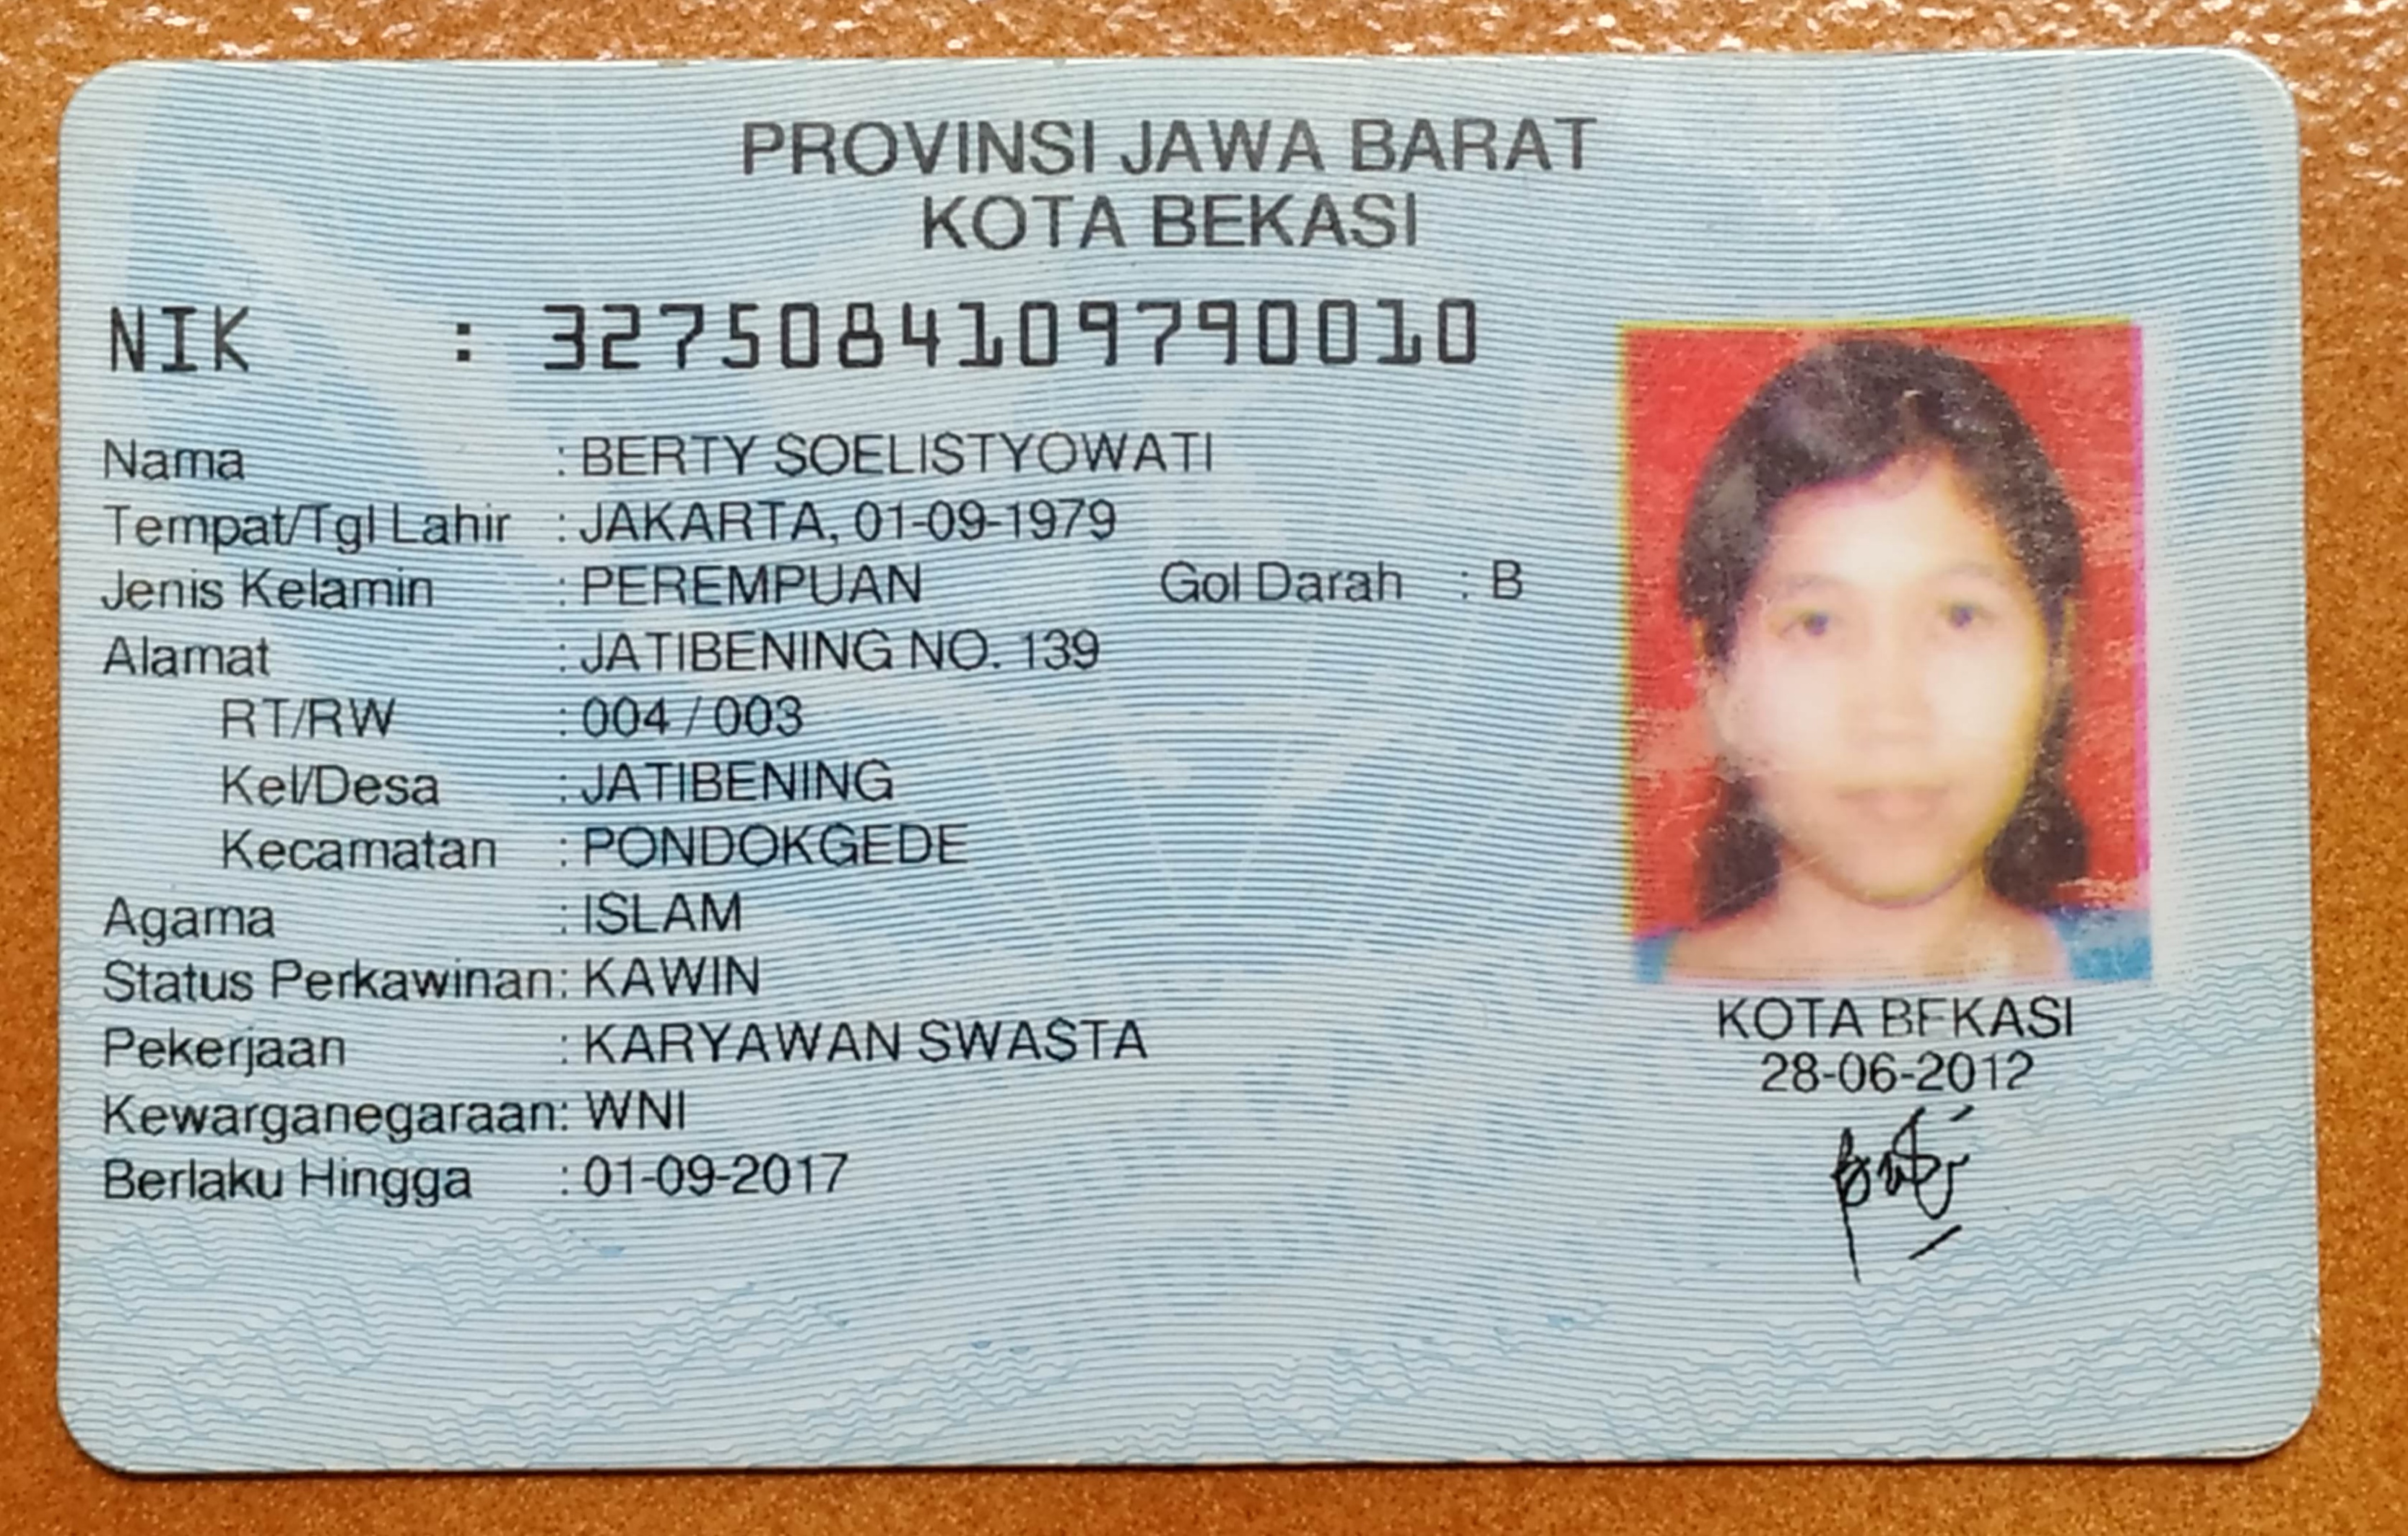 PROVINSI JAWA BARAT
KOTA BEKASI
NIK : 3275084109790010
Nama : BERTY SOELISTYOWATI
Tempat/Tgl Lahir : JAKARTA, 01-09-1979
Jenis Kelamin : PEREMPUAN Gol Darah : B
Alamat : JATIBENING NO. 139
RT/RW : 004 / 003
Kel/Desa : JATIBENING
Kecamatan : PONDOKGEDE
Agama : ISLAM
Status Perkawinan : KAWIN
Pekerjaan : KARYAWAN SWASTA
Kewarganegaraan : WNI
Berlaku Hingga : 01-09-2017
KOTA BEKASI
28-06-2012